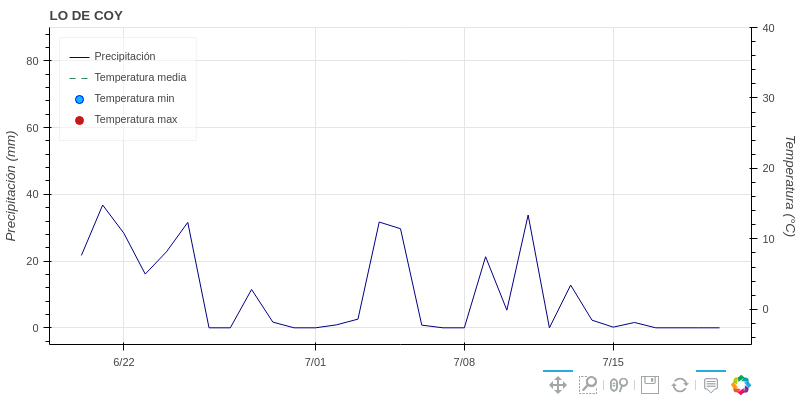 LO DE COY
Precipitación
Temperatura media
Temperatura min
Temperatura max
Precipitación (mm)
80
60
40
20
0
40
30
20
10
0
Temperatura (°C)
6/22
7/01
7/08
7/15